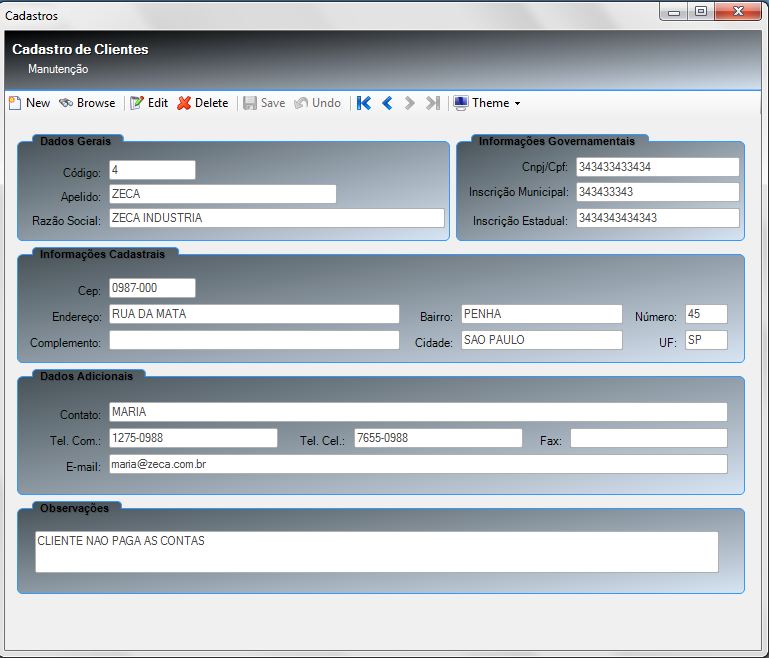 Cadastros
Cadastro de Clientes
Manutenção
New Browse Edit Delete Save Undo Theme
Dados Gerais
Código: 4
Apelido: ZECA
Razão Social: ZECA INDUSTRIA
Informações Governamentais
Cnpj/Cpf: 343433433434
Inscrição Municipal: 343433343
Inscrição Estadual: 3434343434343
Informações Cadastrais
Cep: 0987-000
Endereço: RUA DA MATA Bairro: PENHA Número: 45
Complemento: Cidade: SAO PAULO UF: SP
Dados Adicionais
Contato: MARIA
Tel. Com.: 1275-0988 Tel. Cel.: 7655-0988 Fax:
E-mail: maria@zeca.com.br
Observações
CLIENTE NAO PAGA AS CONTAS